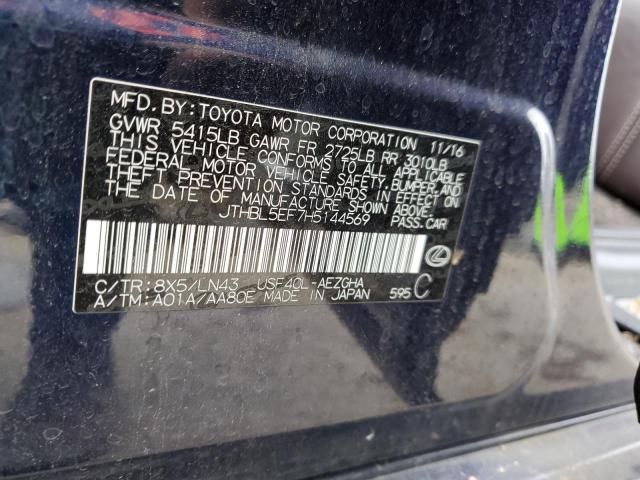 MFD. BY: TOYOTA MOTOR CORPORATION 11/16
GVWR 5415LB GAWR FR 2725LB RR 3010LB
THIS VEHICLE CONFORMS TO ALL APPLICABLE
FEDERAL MOTOR VEHICLE SAFETY, BUMPER, AND
THEFT PREVENTION STANDARDS IN EFFECT ON
THE DATE OF MANUFACTURE SHOWN ABOVE.
JTHBL5EF7H5144569 PASS. CAR
C/TR: 8X5/LN43 USF40L-AEZGHA
A/TM: A01A/AA80E MADE IN JAPAN 595 C